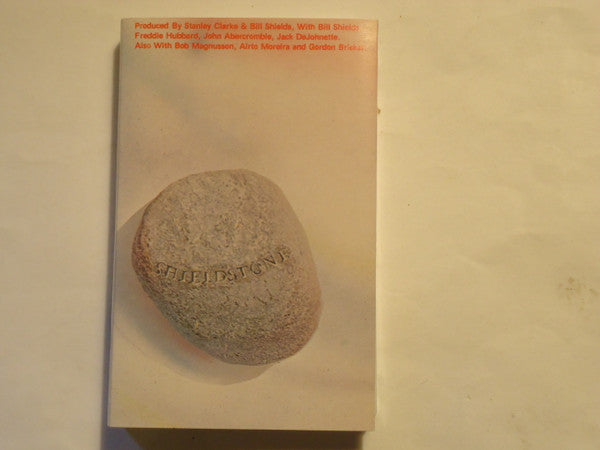 Produced By Stanley Clarke & Bill Shields, With Bill Shields
Freddie Hubbard, John Abercrombie, Jack DeJohnette.
Also With Bob Magnusson, Airto Moreira and Gordon
SHIELDSTONE